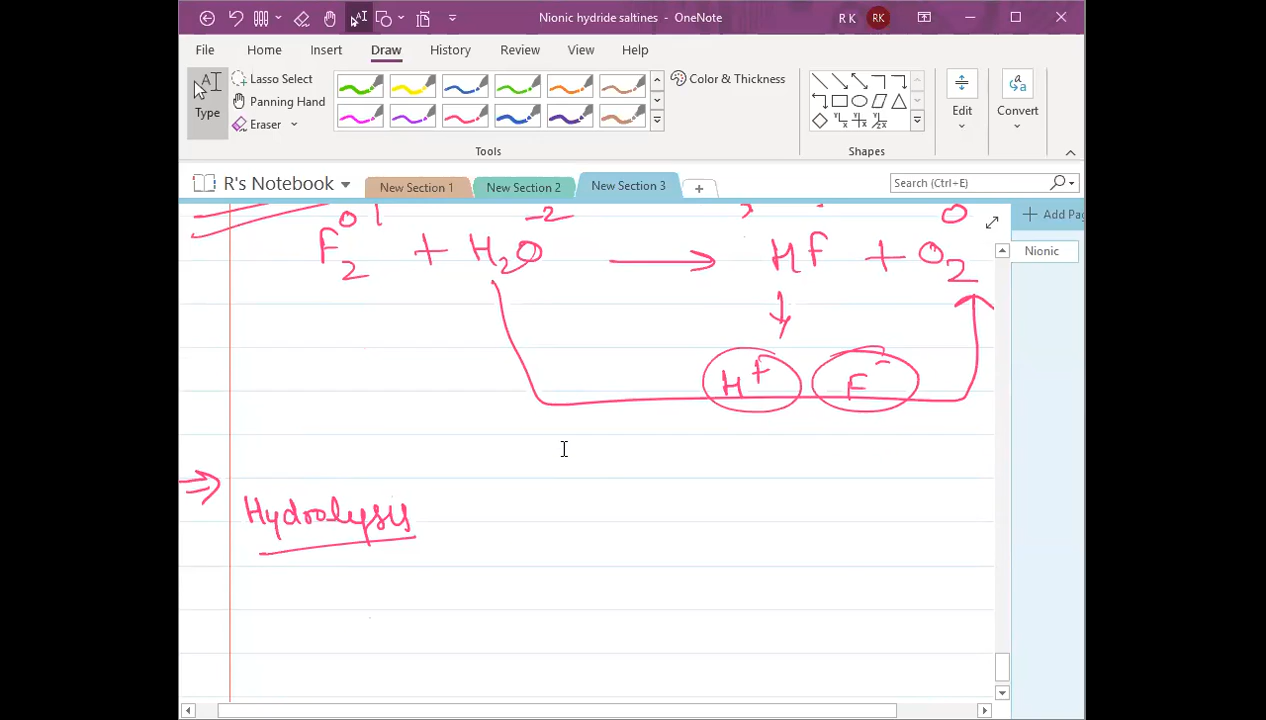 Nionic hydride saltines - OneNote
R K
RK
File Home Insert Draw History Review View Help
Type
Lasso Select
Panning Hand
Eraser
Color & Thickness
Edit
Convert
Tools
Shapes
R's Notebook
New Section 1
New Section 2
New Section 3
Search (Ctrl+E)
Add Pag
Nionic
0 -2 0
F2 + H2O → HF + O2
↓
H+ F-
⇒ Hydrolysis